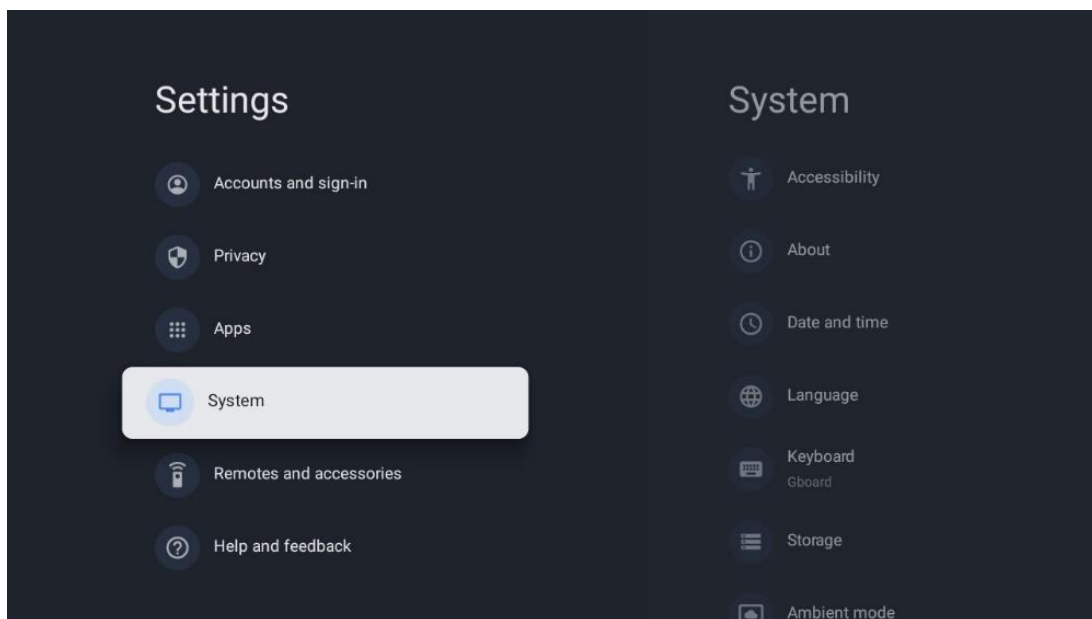 Settings
Accounts and sign-in
Privacy
Apps
System
Remotes and accessories
Help and feedback
System
Accessibility
About
Date and time
Language
Keyboard
Gboard
Storage
Ambient mode